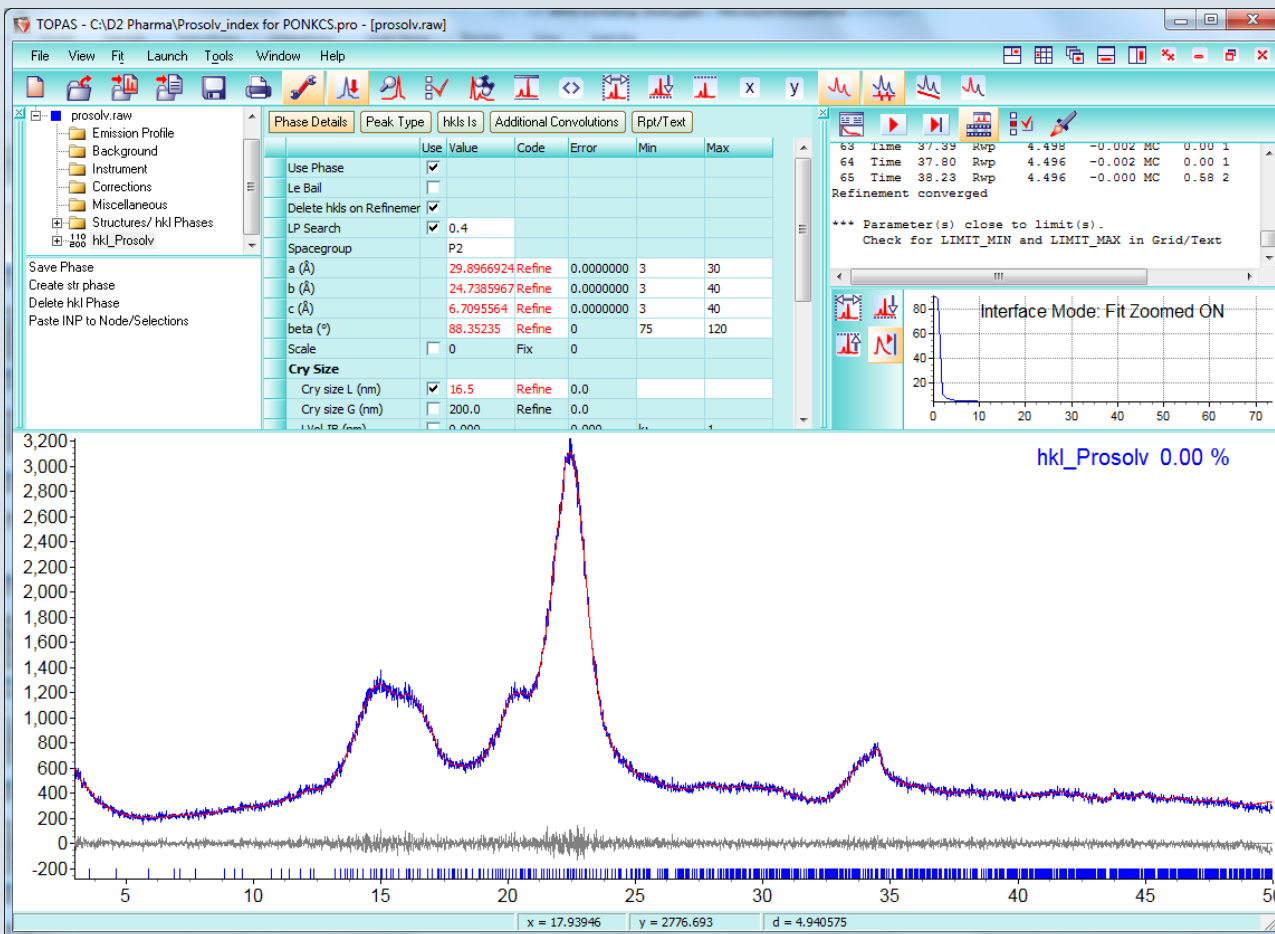 TOPAS - C:\D2 Pharma\Prosolv_index for PONKCS.pro - [prosolv.raw]
File View Fit Launch Tools Window Help
x y
prosolv.raw
Emission Profile
Background
Instrument
Corrections
Miscellaneous
Structures/ hkl Phases
110 200 hkl_Prosolv
Save Phase
Create str phase
Delete hkl Phase
Paste INP to Node/Selections
Phase Details Peak Type hkls Is Additional Convolutions Rpt/Text
Use Value Code Error Min Max
Use Phase
Le Bail
Delete hkls on Refinemer
LP Search 0.4
Spacegroup P2
a (Å) 29.8966924 Refine 0.0000000 3 30
b (Å) 24.7385967 Refine 0.0000000 3 40
c (Å) 6.7095564 Refine 0.0000000 3 40
beta (°) 88.35235 Refine 0 75 120
Scale 0 Fix 0
Cry Size
Cry size L (nm) 16.5 Refine 0.0
Cry size G (nm) 200.0 Refine 0.0
63 Time 37.39 Rwp 4.498 -0.002 MC 0.00 1
64 Time 37.80 Rwp 4.496 -0.002 MC 0.00 1
65 Time 38.23 Rwp 4.496 -0.000 MC 0.58 2
Refinement converged
*** Parameter(s) close to limit(s).
Check for LIMIT_MIN and LIMIT_MAX in Grid/Text
Interface Mode: Fit Zoomed ON
80
60
40
20
0 10 20 30 40 50 60 70
hkl_Prosolv 0.00 %
3,200
3,000
2,800
2,600
2,400
2,200
2,000
1,800
1,600
1,400
1,200
1,000
800
600
400
200
0
-200
5 10 15 20 25 30 35 40 45
x = 17.93946 y = 2776.693 d = 4.940575